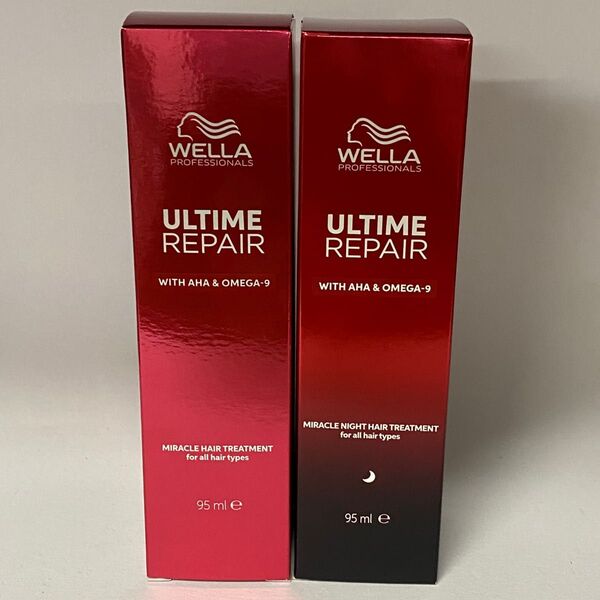 WELLA
PROFESSIONALS
ULTIME
REPAIR
WITH AHA & OMEGA-9
MIRACLE HAIR TREATMENT
for all hair types
95 ml ℮
WELLA
PROFESSIONALS
ULTIME
REPAIR
WITH AHA & OMEGA-9
MIRACLE NIGHT HAIR TREATMENT
for all hair types
95 ml ℮